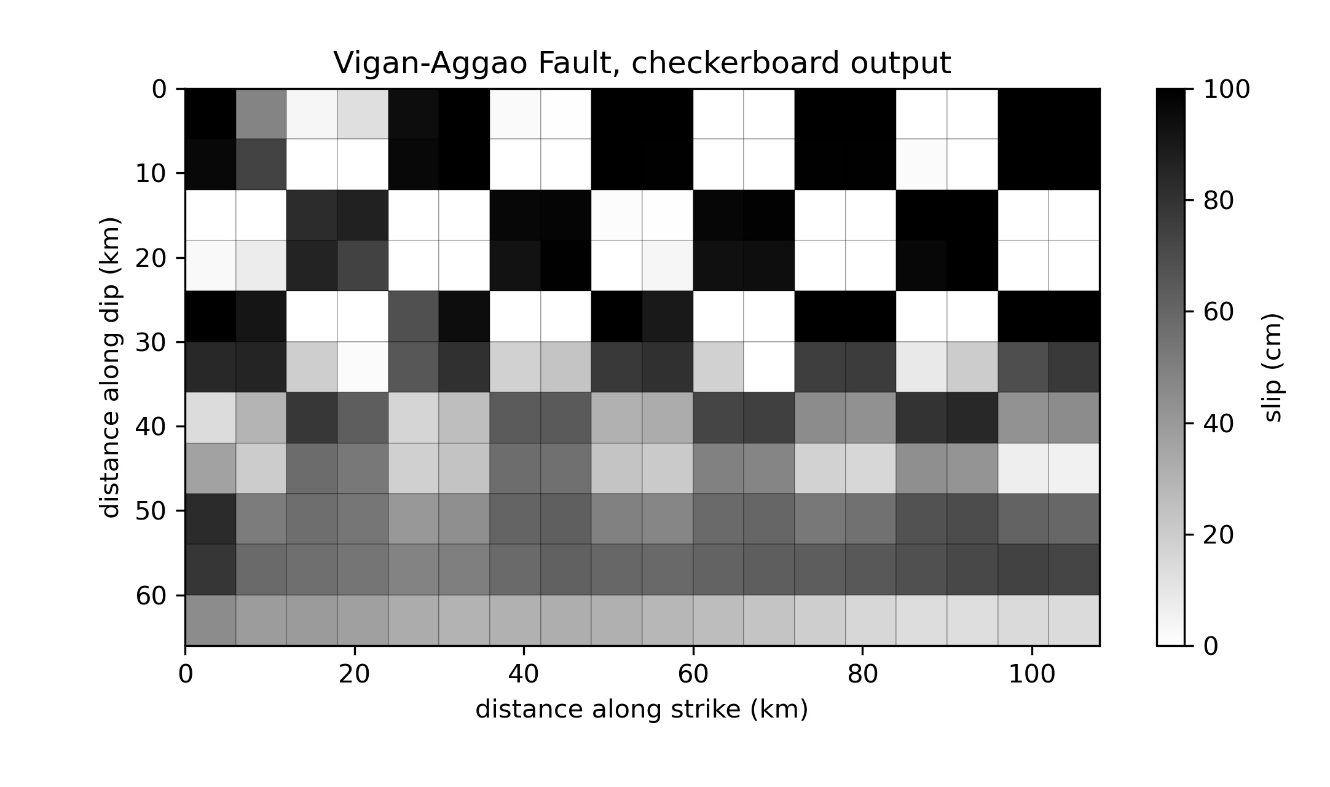 Vigan-Aggao Fault, checkerboard output
0
10
20
30
40
50
60
distance along dip (km)
0 20 40 60 80 100
distance along strike (km)
100
80
60
40
20
0
slip (cm)